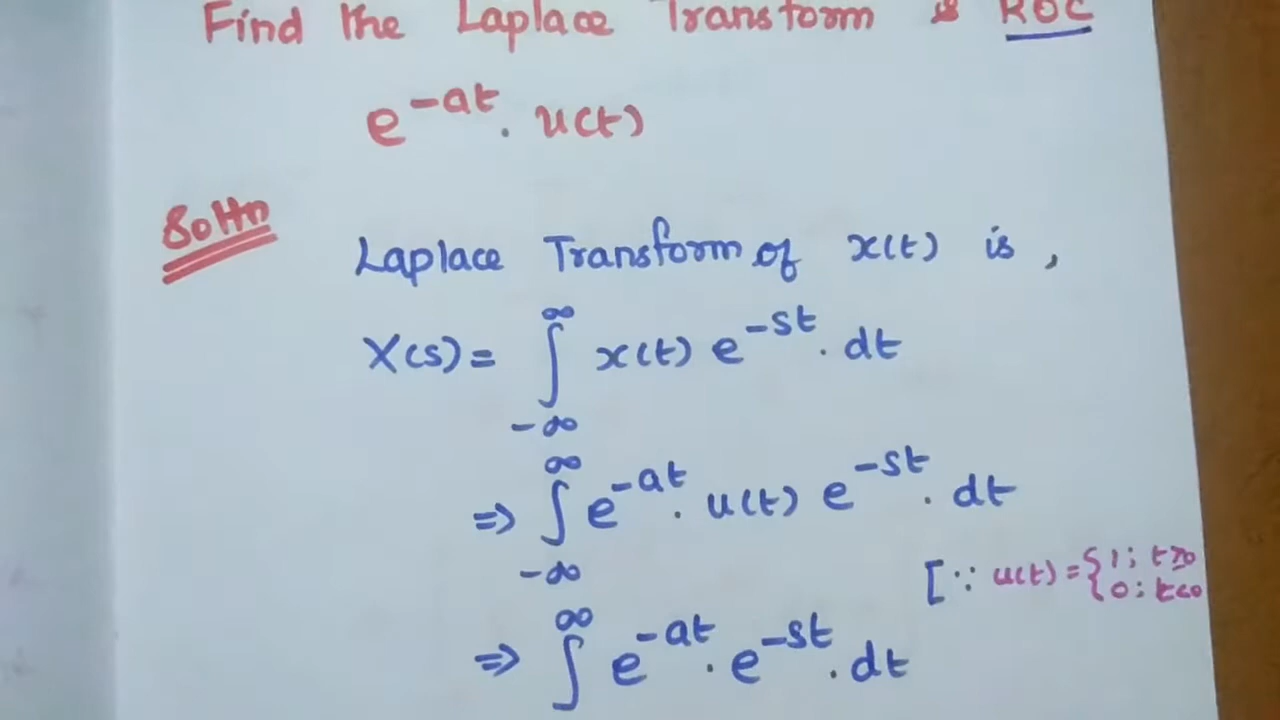 Find the Laplace Transform & ROC
e^{-at} . u(t)
Soltn
Laplace Transform of x(t) is ,
X(s) = ∫_{-∞}^{∞} x(t) e^{-st} . dt
⇒ ∫_{-∞}^{∞} e^{-at} . u(t) e^{-st} . dt
[∵ u(t) = { 1 ; t≥0
0 ; t<0
⇒ ∫^{∞} e^{-at} . e^{-st} . dt